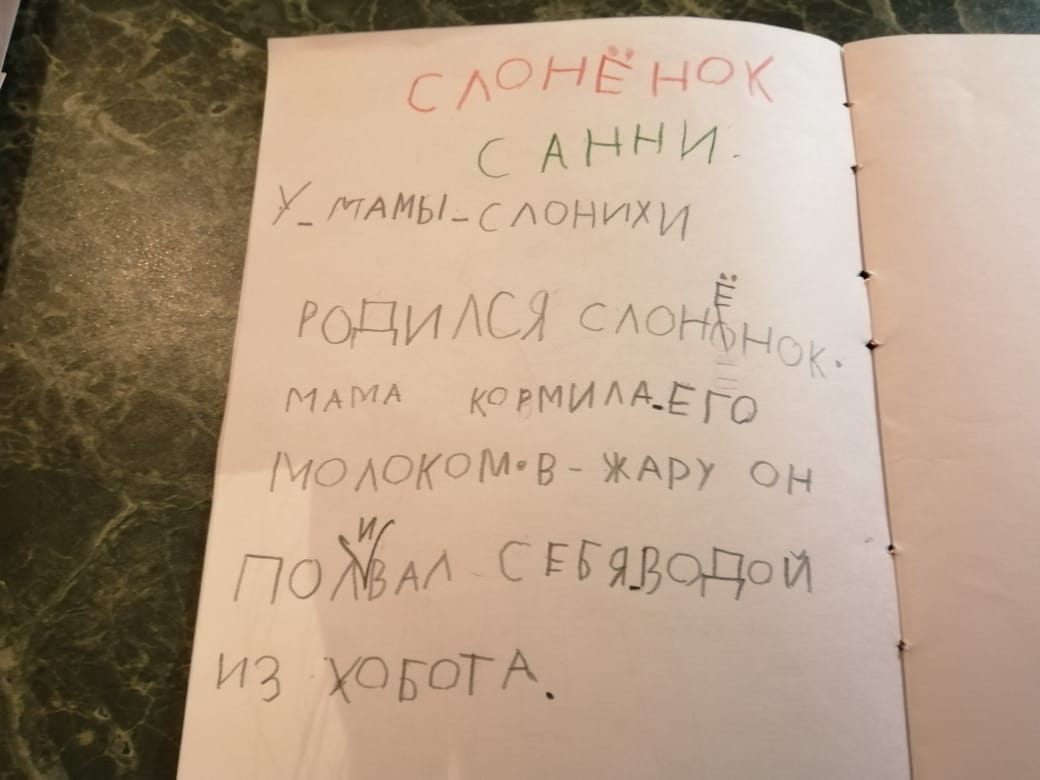 СЛОНЁНОК
САННИ.
У_МАМЫ_СЛОНИХИ
РОДИЛСЯ СЛОНЁНОК.
МАМА КОРМИЛА_ЕГО
МОЛОКОМ.В-ЖАРУ ОН
ПОЛИВАЛ СЕБЯ_ВОДОЙ
ИЗ ХОБОТА.